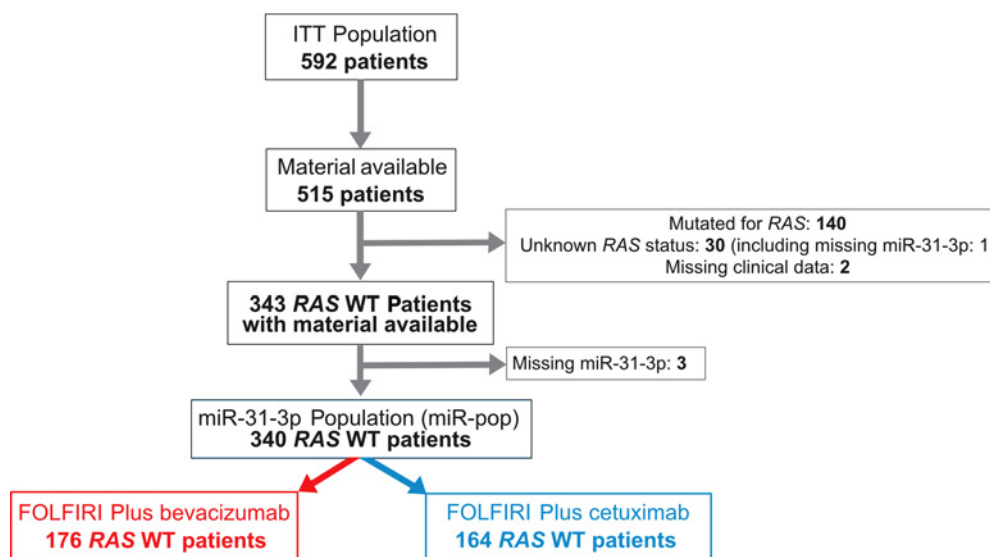 ITT Population
592 patients
Material available
515 patients
Mutated for RAS: 140
Unknown RAS status: 30 (including missing miR-31-3p: 1
Missing clinical data: 2
343 RAS WT Patients
with material available
Missing miR-31-3p: 3
miR-31-3p Population (miR-pop)
340 RAS WT patients
FOLFIRI Plus bevacizumab
176 RAS WT patients
FOLFIRI Plus cetuximab
164 RAS WT patients